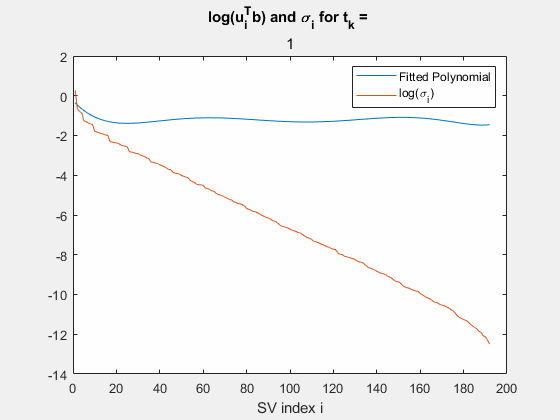 log(u_i^T b) and σ_i for t_k =
1
Fitted Polynomial
log(σ_i)
2
0
-2
-4
-6
-8
-10
-12
-14
0 20 40 60 80 100 120 140 160 180 200
SV index i